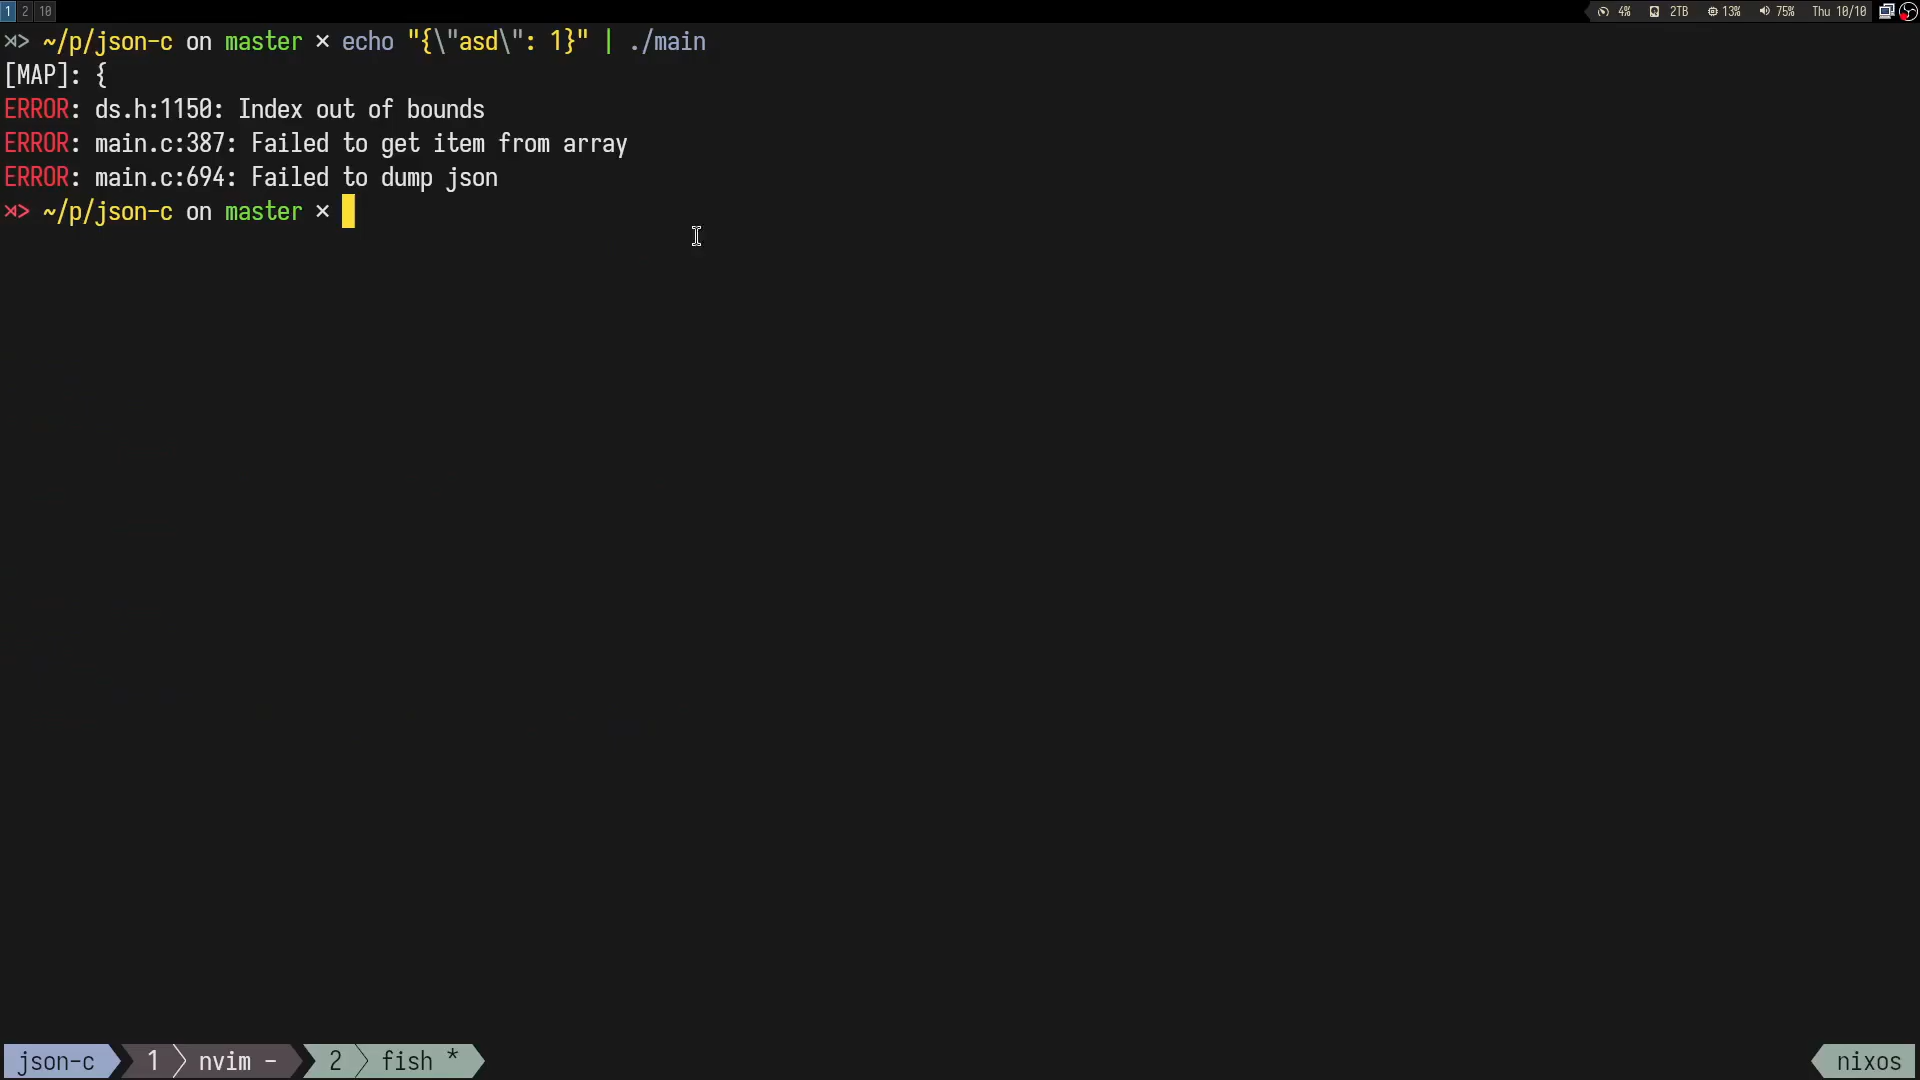 1 2 10 4% 2TB 13% 75% Thu 10/10
⋊> ~/p/json-c on master × echo "{\"asd\": 1}" | ./main
[MAP]: {
ERROR: ds.h:1150: Index out of bounds
ERROR: main.c:387: Failed to get item from array
ERROR: main.c:694: Failed to dump json
⋊> ~/p/json-c on master ×
json-c 1 nvim - 2 fish * nixos